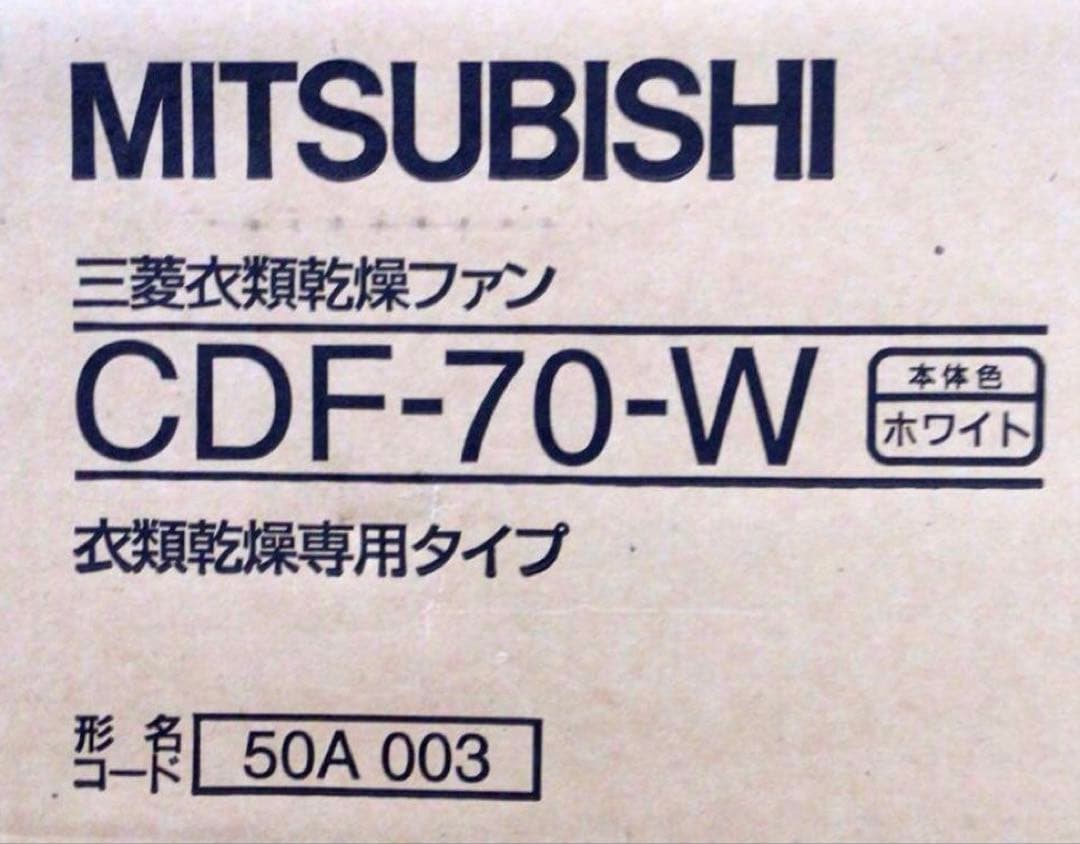 MITSUBISHI
三菱衣類乾燥ファン
CDF-70-W
本体色
ホワイト
衣類乾燥専用タイプ
形名
コード
50A 003